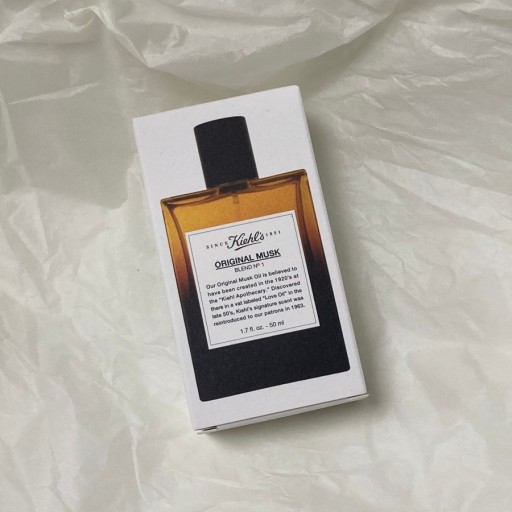 SINCE Kiehl's 1851
ORIGINAL MUSK
BLEND Nº 1
Our Original Musk Oil is believed to
have been created in the 1920's at
the "Kiehl Apothecary." Discovered
there in a vat labeled "Love Oil" in the
late 50's, Kiehl's signature scent was
reintroduced to our patrons in 1963.
1.7 fl. oz. - 50 ml